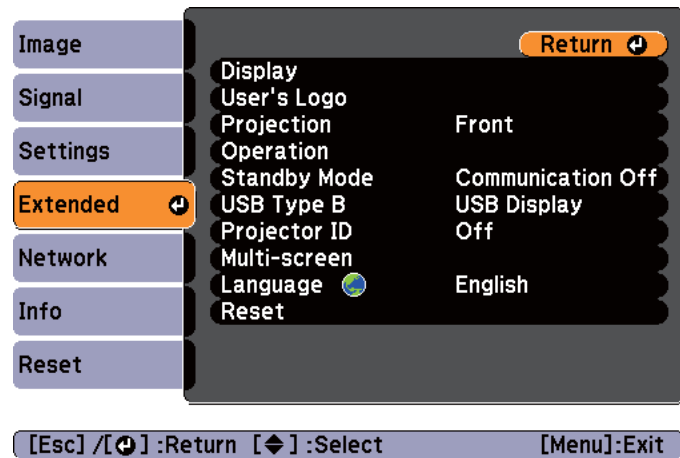 Image
Signal
Settings
Extended
Network
Info
Reset
Return
Display
User's Logo
Projection Front
Operation
Standby Mode Communication Off
USB Type B USB Display
Projector ID Off
Multi-screen
Language English
Reset
[Esc] /[⏎] :Return [◆] :Select [Menu]:Exit